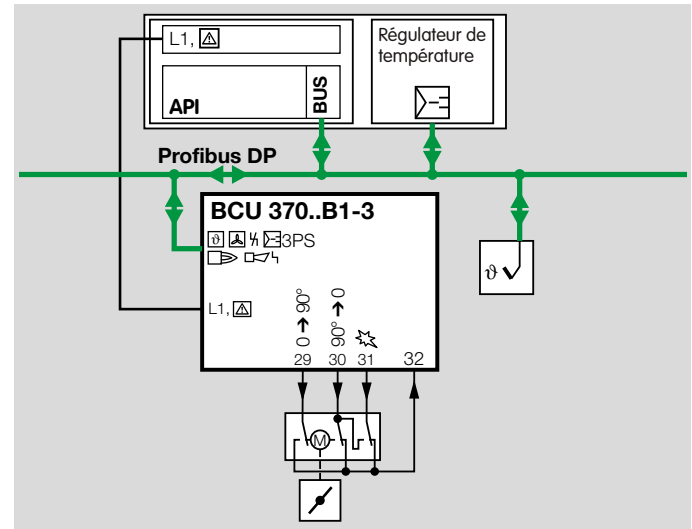 L1,
API
BUS
Régulateur de
température
Profibus DP
BCU 370..B1-3
ϑ
3PS
ϑ
L1,
0 ➔ 90°
90° ➔ 0
29 30 31 32
M